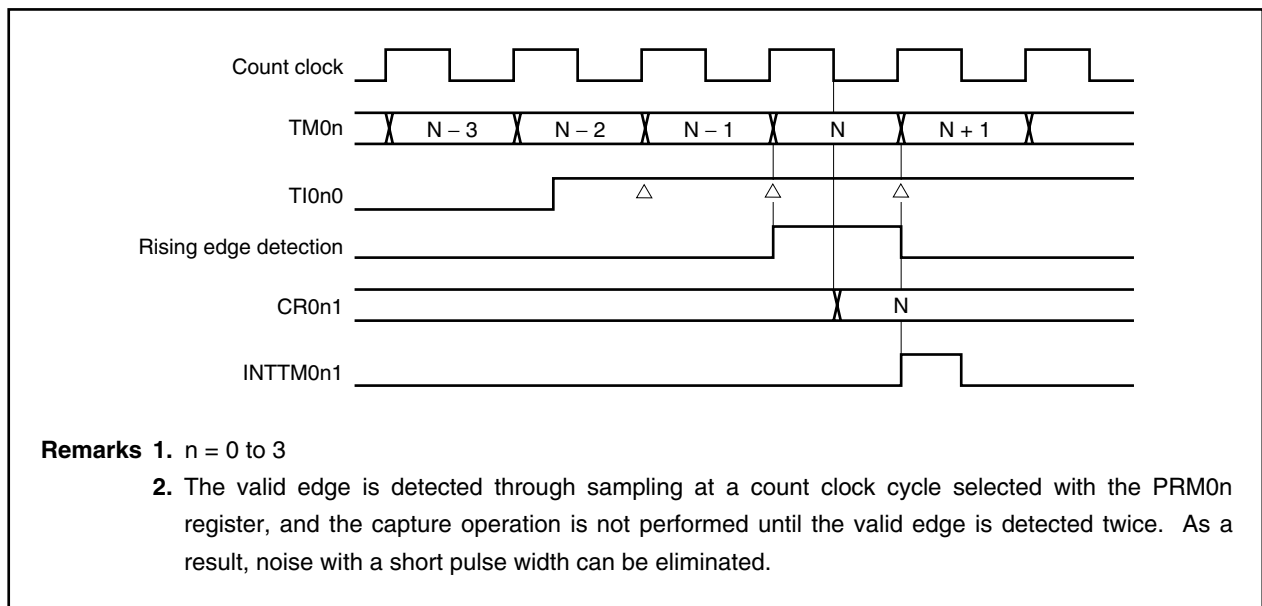 Count clock
TM0n
N – 3 N – 2 N – 1 N N + 1
TI0n0
Rising edge detection
CR0n1
N
INTTM0n1
Remarks 1. n = 0 to 3
2. The valid edge is detected through sampling at a count clock cycle selected with the PRM0n
register, and the capture operation is not performed until the valid edge is detected twice. As a
result, noise with a short pulse width can be eliminated.